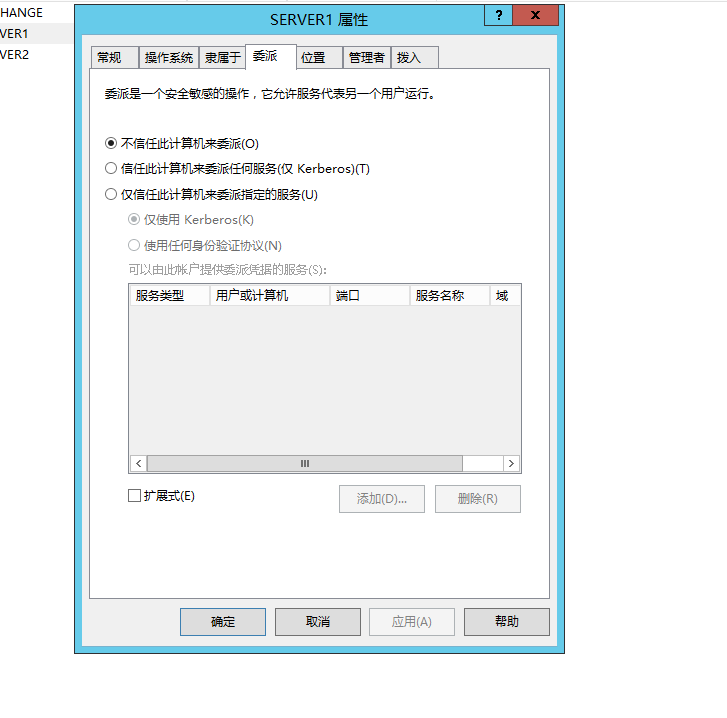 HANGE
VER1
VER2
SERVER1 属性
?
x
常规 操作系统 隶属于 委派 位置 管理者 拨入
委派是一个安全敏感的操作，它允许服务代表另一个用户运行。
不信任此计算机来委派(O)
信任此计算机来委派任何服务(仅 Kerberos)(T)
仅信任此计算机来委派指定的服务(U)
仅使用 Kerberos(K)
使用任何身份验证协议(N)
可以由此帐户提供委派凭据的服务(S):
服务类型 用户或计算机 端口 服务名称 域
扩展式(E)
添加(D)... 删除(R)
确定 取消 应用(A) 帮助